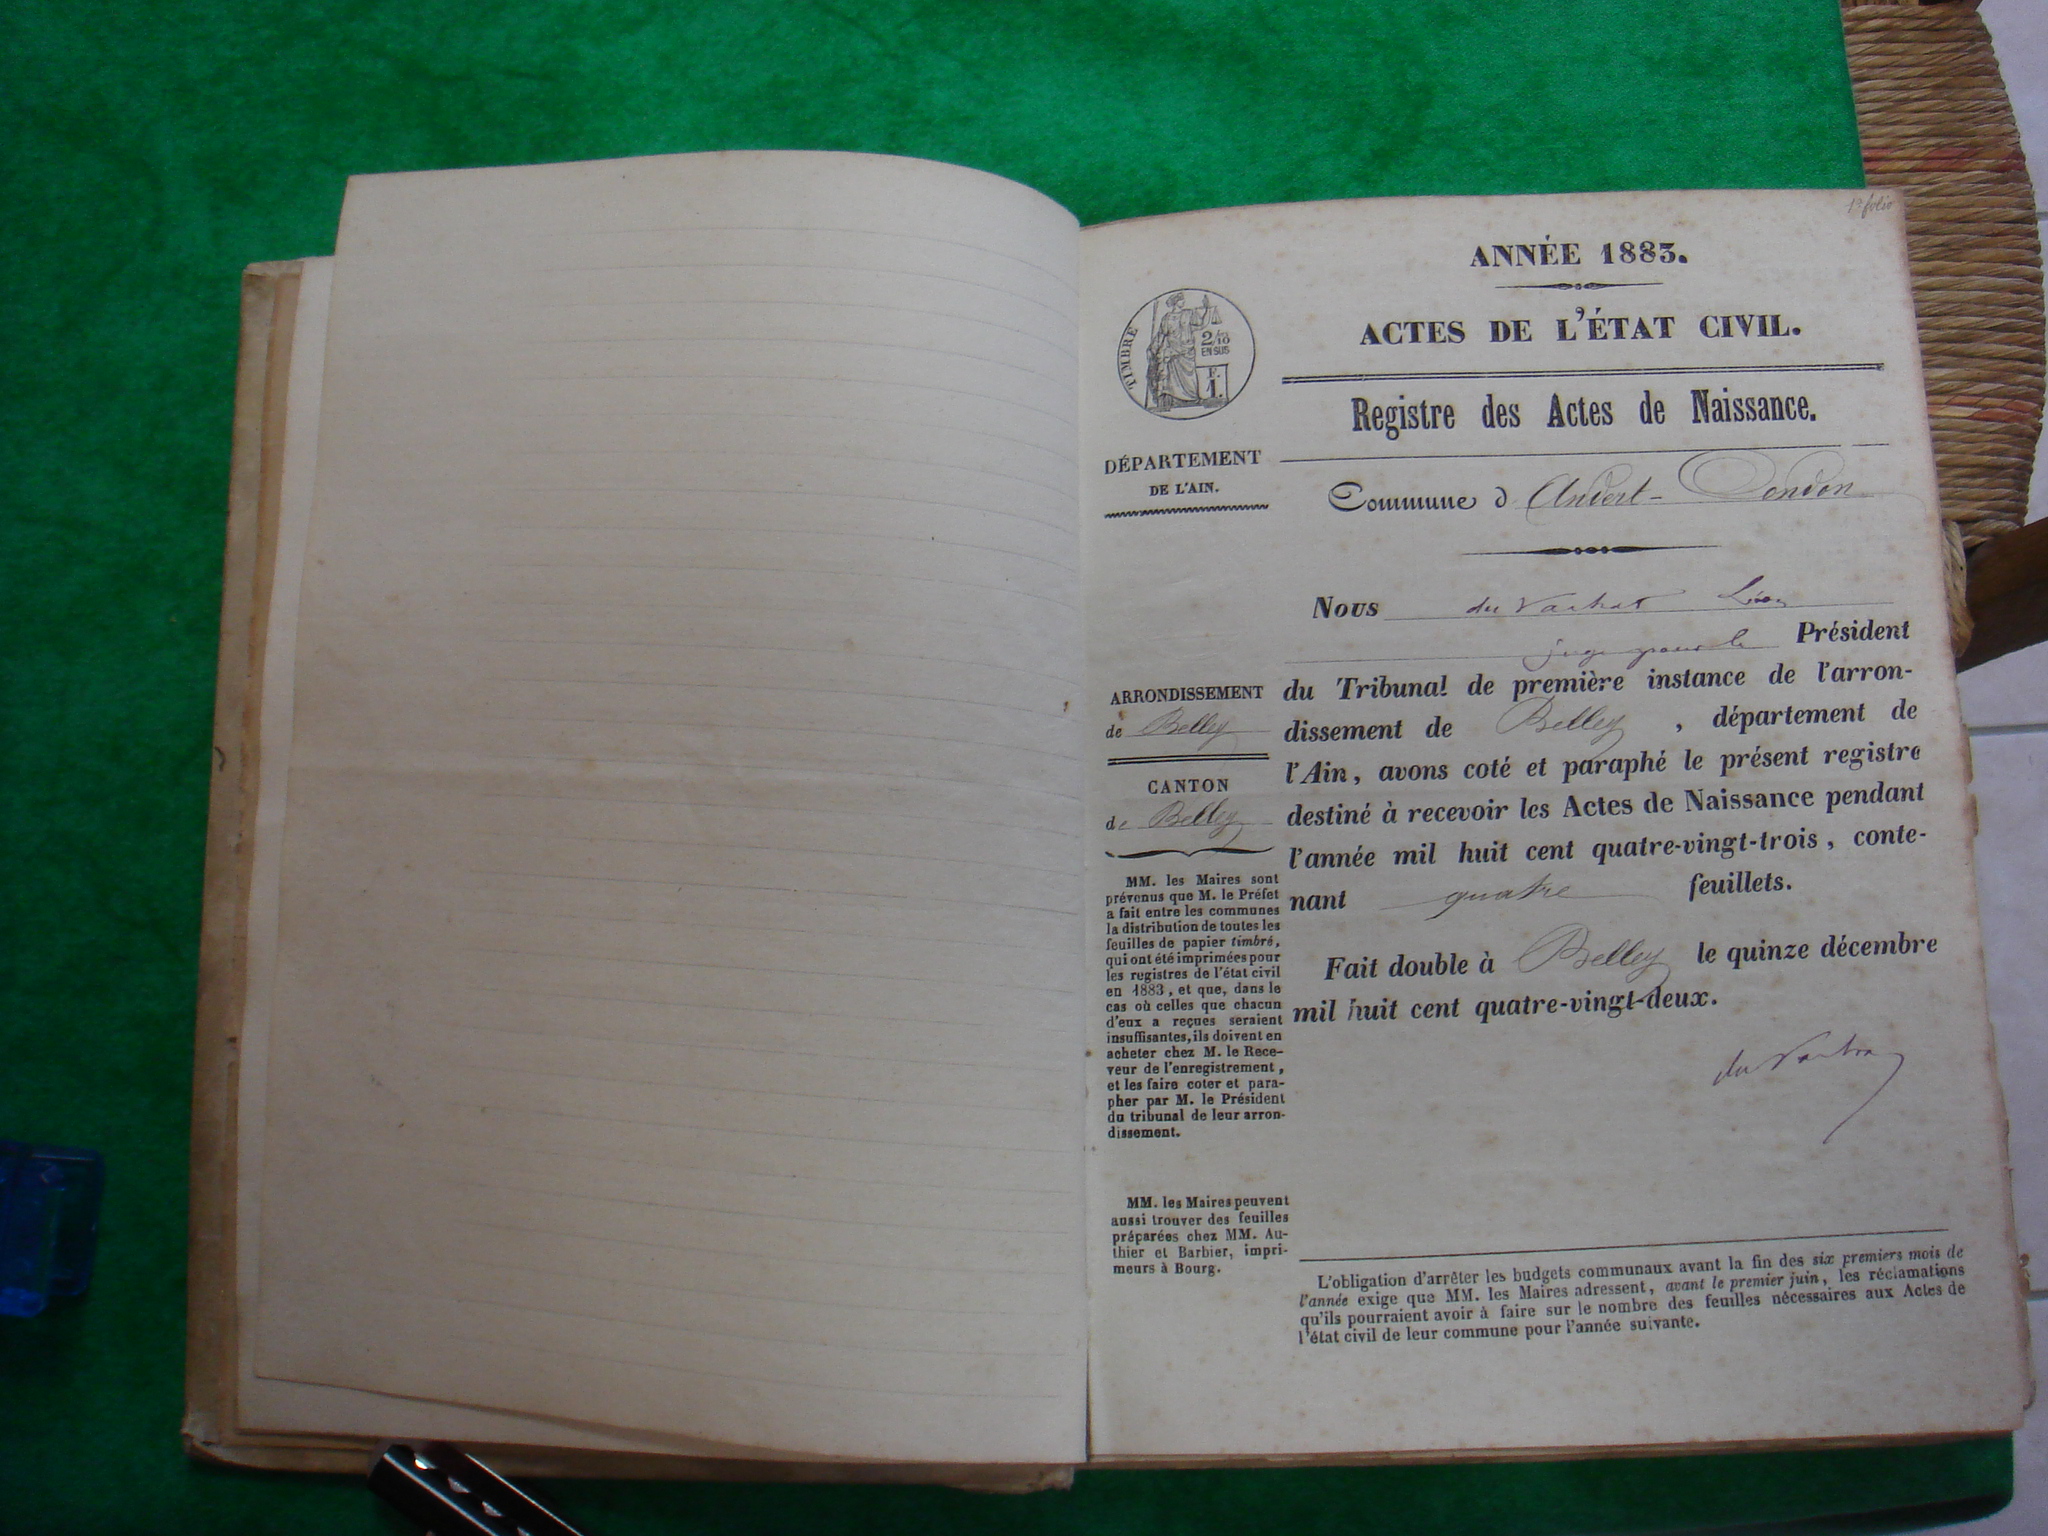 1er folio
ANNÉE 1883.
ACTES DE L'ÉTAT CIVIL.
TIMBRE
2/10
EN SUS
F.
1.
Registre des Actes de Naissance.
DÉPARTEMENT
DE L'AIN.
Commune d Andert-Condon
Nous du Vachat Léon
juge pour le Président
du Tribunal de première instance de l'arron-
dissement de Belley, département de
l'Ain, avons coté et paraphé le présent registre
destiné à recevoir les Actes de Naissance pendant
l'année mil huit cent quatre-vingt-trois, conte-
nant quatre feuillets.
Fait double à Belley le quinze décembre
mil huit cent quatre-vingt-deux.
du Vachat
ARRONDISSEMENT
de Belley
CANTON
de Belley
MM. les Maires sont
prévenus que M. le Préfet
a fait entre les communes
la distribution de toutes les
feuilles de papier timbré,
qui ont été imprimées pour
les registres de l'état civil
en 1883, et que, dans le
cas où celles que chacun
d'eux a reçues seraient
insuffisantes, ils doivent en
acheter chez M. le Rece-
veur de l'enregistrement,
et les faire coter et para-
pher par M. le Président
du tribunal de leur arron-
dissement.
MM. les Maires peuvent
aussi trouver des feuilles
préparées chez MM. Au-
thier et Barbier, impri-
meurs à Bourg.
L'obligation d'arrêter les budgets communaux avant la fin des six premiers mois de
l'année exige que MM. les Maires adressent, avant le premier juin, les réclamations
qu'ils pourraient avoir à faire sur le nombre des feuilles nécessaires aux Actes de
l'état civil de leur commune pour l'année suivante.